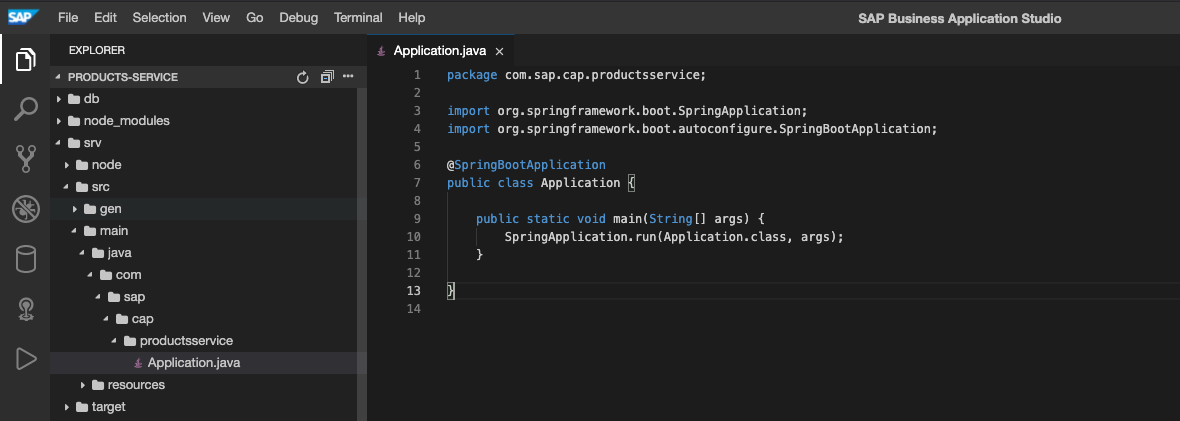 SAP File Edit Selection View Go Debug Terminal Help SAP Business Application Studio
EXPLORER
PRODUCTS-SERVICE
db
node_modules
srv
node
src
gen
main
java
com
sap
cap
productsservice
Application.java
resources
target
Application.java ×
1 package com.sap.cap.productsservice;
2
3 import org.springframework.boot.SpringApplication;
4 import org.springframework.boot.autoconfigure.SpringBootApplication;
5
6 @SpringBootApplication
7 public class Application {
8
9 public static void main(String[] args) {
10 SpringApplication.run(Application.class, args);
11 }
12
13 }
14